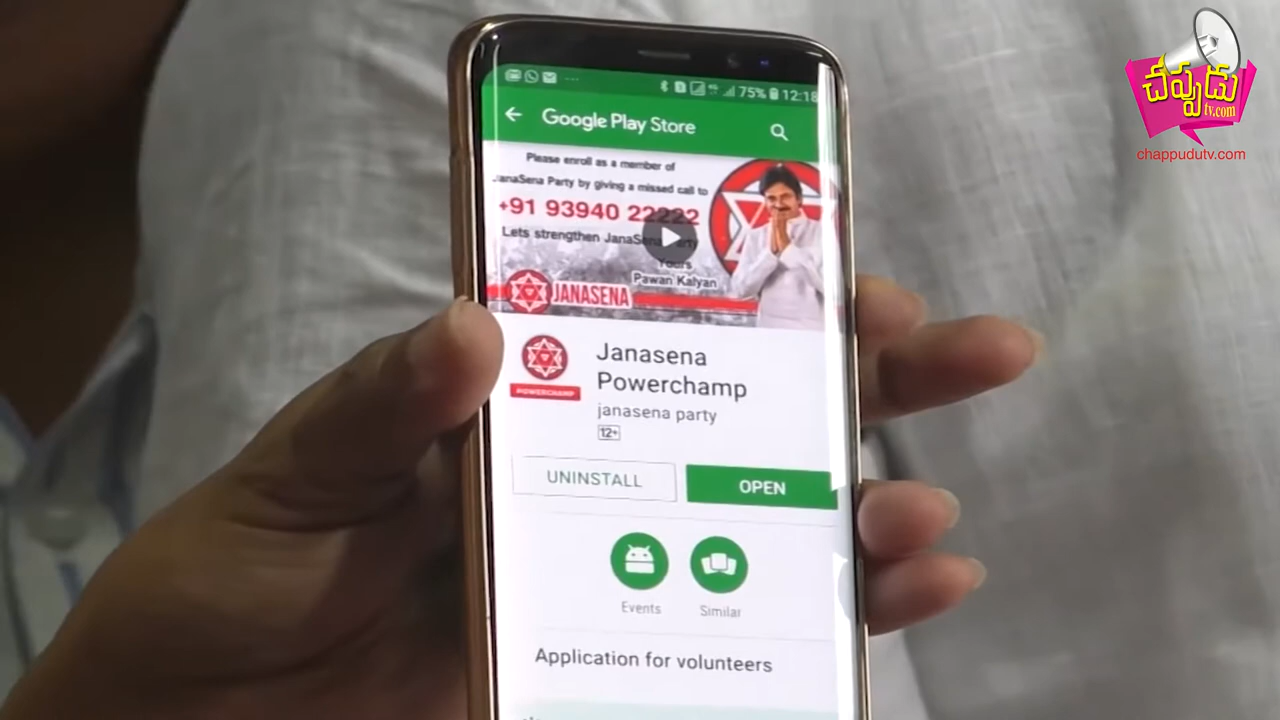 75% 12:18
Google Play Store
Please enroll as a member of
JanaSena Party by giving a missed call to
+91 93940 22222
Lets strengthen JanaSena Party
Yours
Pawan Kalyan
JANASENA
POWERCHAMP
Janasena
Powerchamp
janasena party
12+
UNINSTALL
OPEN
Events
Similar
Application for volunteers
చప్పుడు
tv.com
chappudutv.com